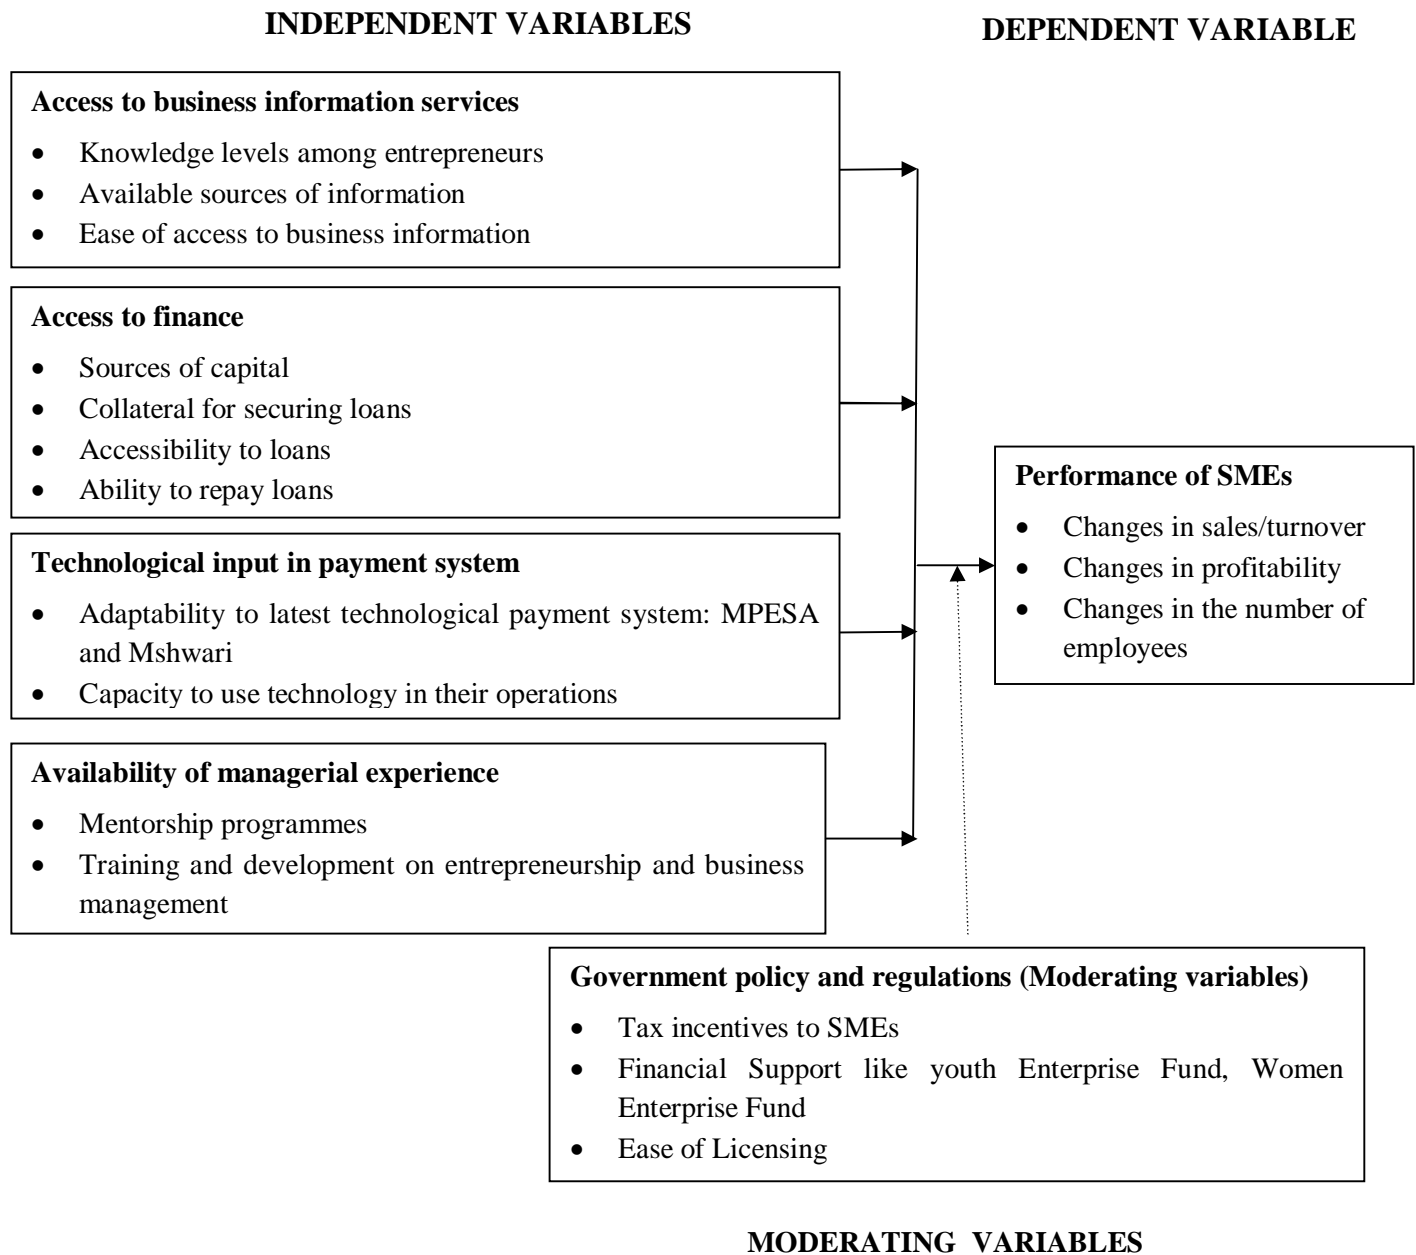 INDEPENDENT VARIABLES
DEPENDENT VARIABLE
Access to business information services
• Knowledge levels among entrepreneurs
• Available sources of information
• Ease of access to business information
Access to finance
• Sources of capital
• Collateral for securing loans
• Accessibility to loans
• Ability to repay loans
Technological input in payment system
• Adaptability to latest technological payment system: MPESA
and Mshwari
• Capacity to use technology in their operations
Availability of managerial experience
• Mentorship programmes
• Training and development on entrepreneurship and business
management
Performance of SMEs
• Changes in sales/turnover
• Changes in profitability
• Changes in the number of
employees
Government policy and regulations (Moderating variables)
• Tax incentives to SMEs
• Financial Support like youth Enterprise Fund, Women
Enterprise Fund
• Ease of Licensing
MODERATING VARIABLES